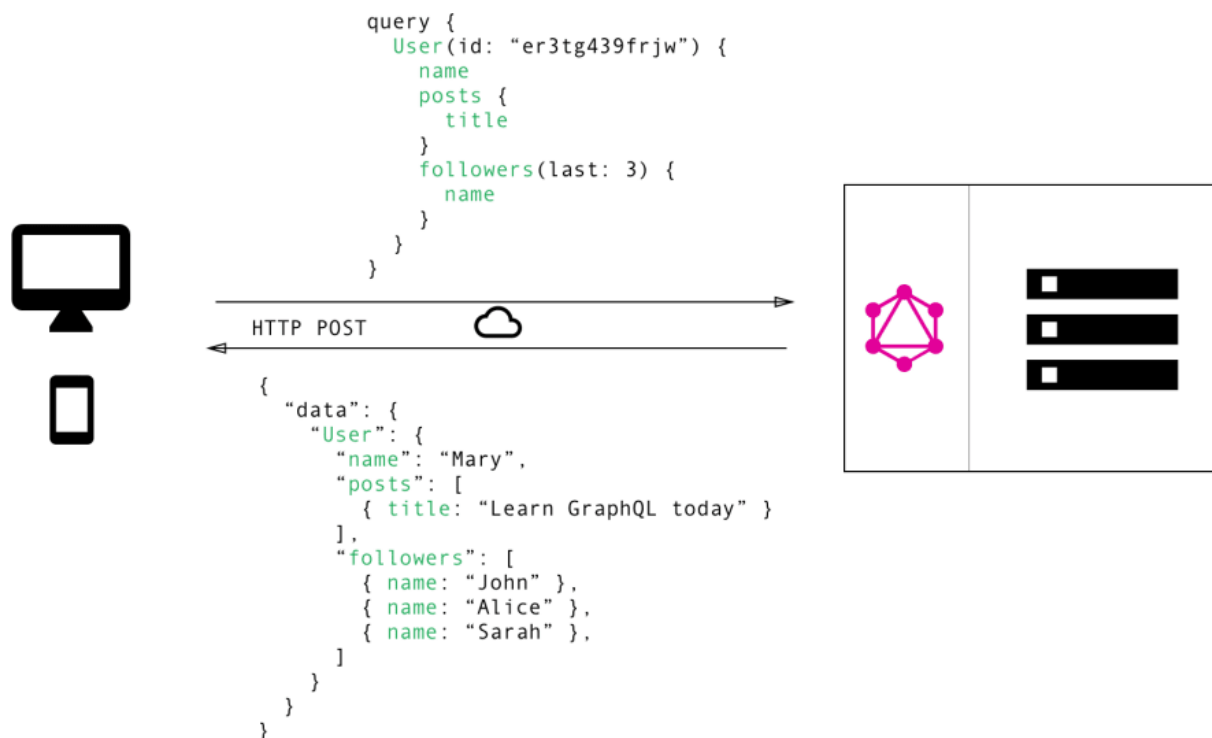 query {
  User(id: “er3tg439frjw”) {
    name
    posts {
      title
    }
    followers(last: 3) {
      name
    }
  }
}
HTTP POST
{
  “data”: {
    “User”: {
      “name”: “Mary”,
      “posts”: [
        { title: “Learn GraphQL today” }
      ],
      “followers”: [
        { name: “John” },
        { name: “Alice” },
        { name: “Sarah” },
      ]
    }
  }
}